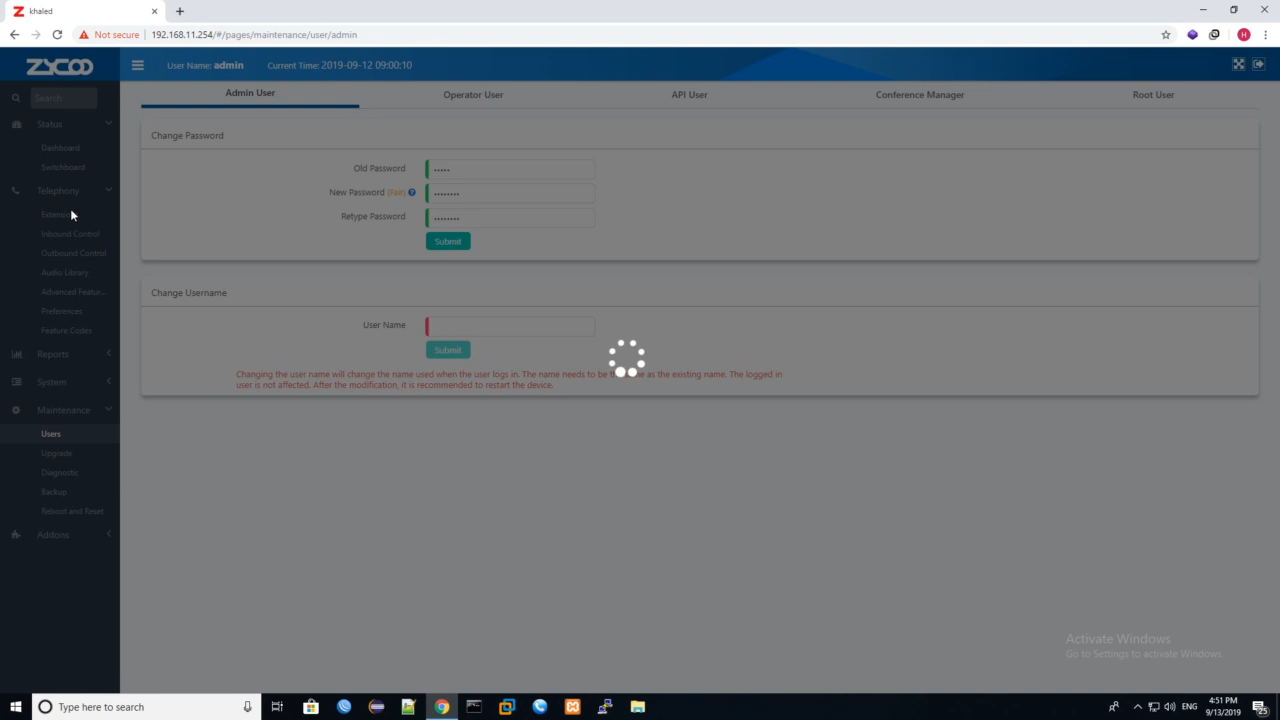 khaled
Not secure
192.168.11.254/#/pages/maintenance/user/admin
ZYCOO
User Name: admin
Current Time: 2019-09-12 09:00:10
Search
Status
Dashboard
Switchboard
Telephony
Inbound Control
Outbound Control
Audio Library
Advanced Featur...
Preferences
Feature Codes
Reports
System
Maintenance
Users
Upgrade
Diagnostic
Backup
Reboot and Reset
Addons
Admin User
Operator User
API User
Conference Manager
Root User
Change Password
Old Password
•••••
New Password (Fair)
••••••••
Retype Password
••••••••
Submit
Change Username
User Name
Submit
Changing the user name will change the name used when the user logs in. The name needs to be as the existing name. The logged in
user is not affected. After the modification, it is recommended to restart the device.
Activate Windows
Go to Settings to activate Windows.
Type here to search
ENG
4:51 PM
9/13/2019
25